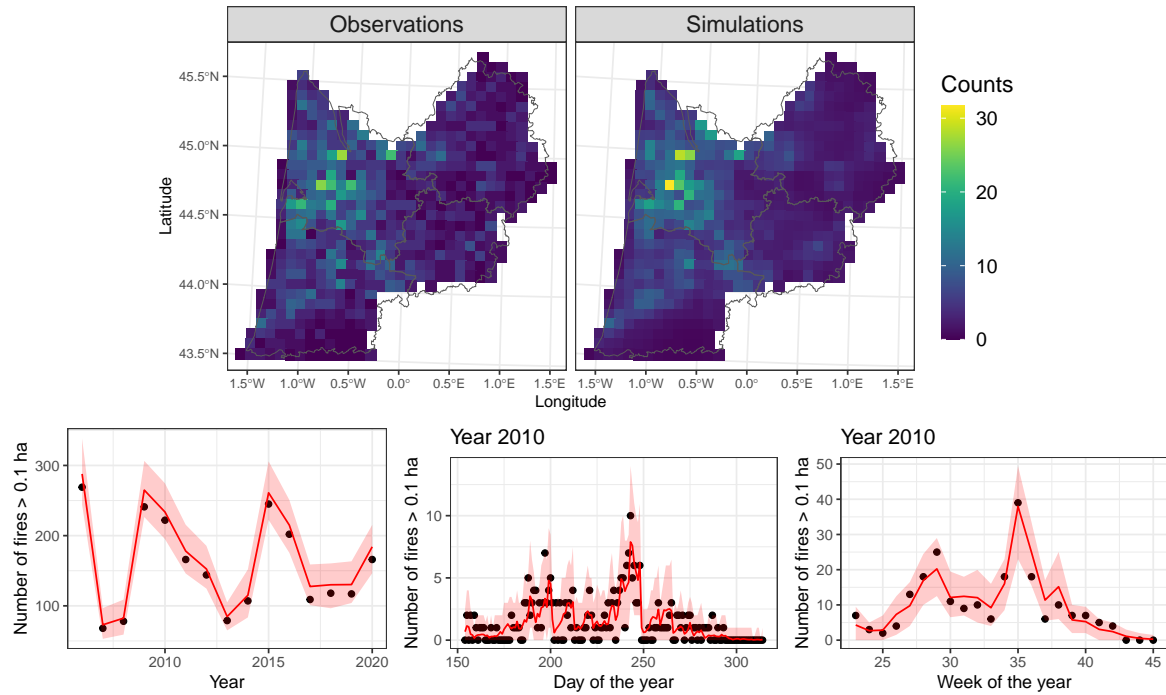 Observations
Simulations
45.5°N
45.0°N
44.5°N
44.0°N
43.5°N
Latitude
1.5°W 1.0°W 0.5°W 0.0° 0.5°E 1.0°E 1.5°E
1.5°W 1.0°W 0.5°W 0.0° 0.5°E 1.0°E 1.5°E
Longitude
Counts
30
20
10
0
Number of fires > 0.1 ha
300
200
100
2010 2015 2020
Year
Year 2010
Number of fires > 0.1 ha
10
5
0
150 200 250 300
Day of the year
Year 2010
Number of fires > 0.1 ha
50
40
30
20
10
0
25 30 35 40 45
Week of the year